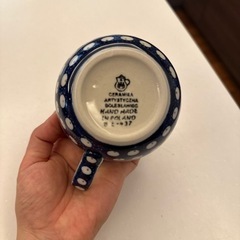 CERAMIKA
ARTYSTYCZNA
BOLESŁAWIEC
HAND MADE
IN POLAND